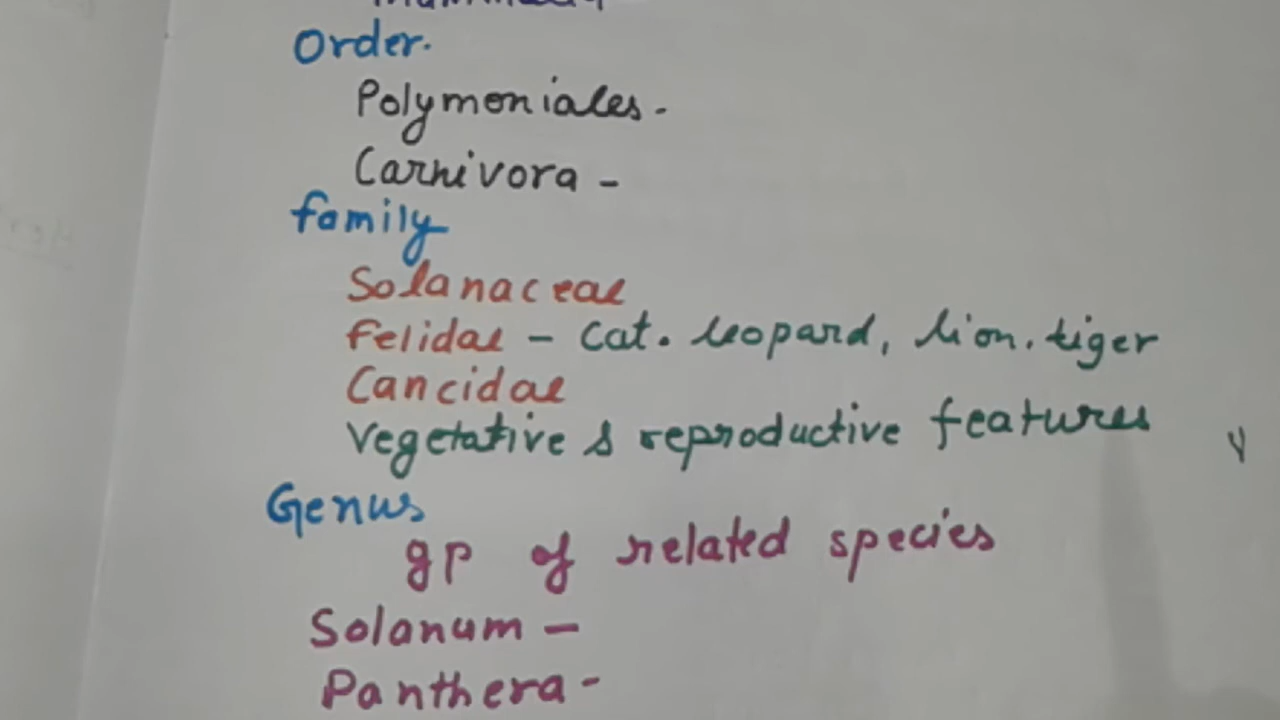 Order.
Polymoniales -
Carnivora -
family
Solanaceae
Felidae - Cat. leopard, lion. tiger
Cancidae
Vegetative & reproductive features
Genus
gp of related species
Solanum -
Panthera -